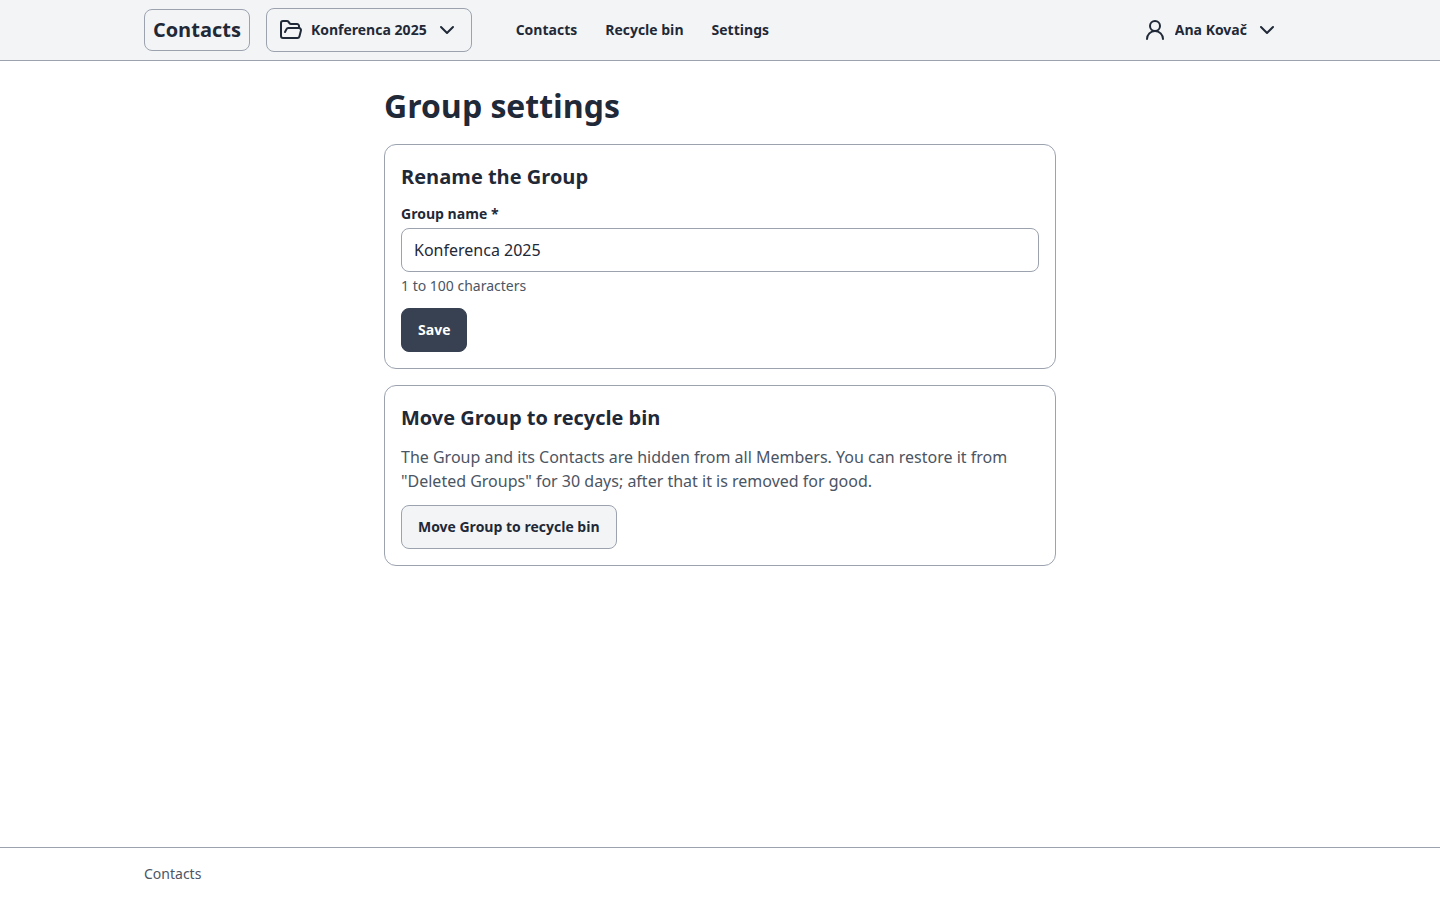 Contacts
Konferenca 2025
Contacts
Recycle bin
Settings
Ana Kovač
Group settings
Rename the Group
Group name *
Konferenca 2025
1 to 100 characters
Save
Move Group to recycle bin
The Group and its Contacts are hidden from all Members. You can restore it from
"Deleted Groups" for 30 days; after that it is removed for good.
Move Group to recycle bin
Contacts